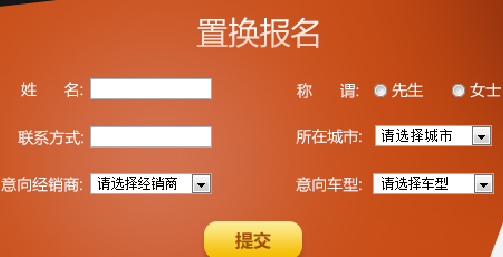 置换报名
姓 名: 称 谓: 先生 女士
联系方式: 所在城市: 请选择城市
意向经销商: 请选择经销商 意向车型: 请选择车型
提交